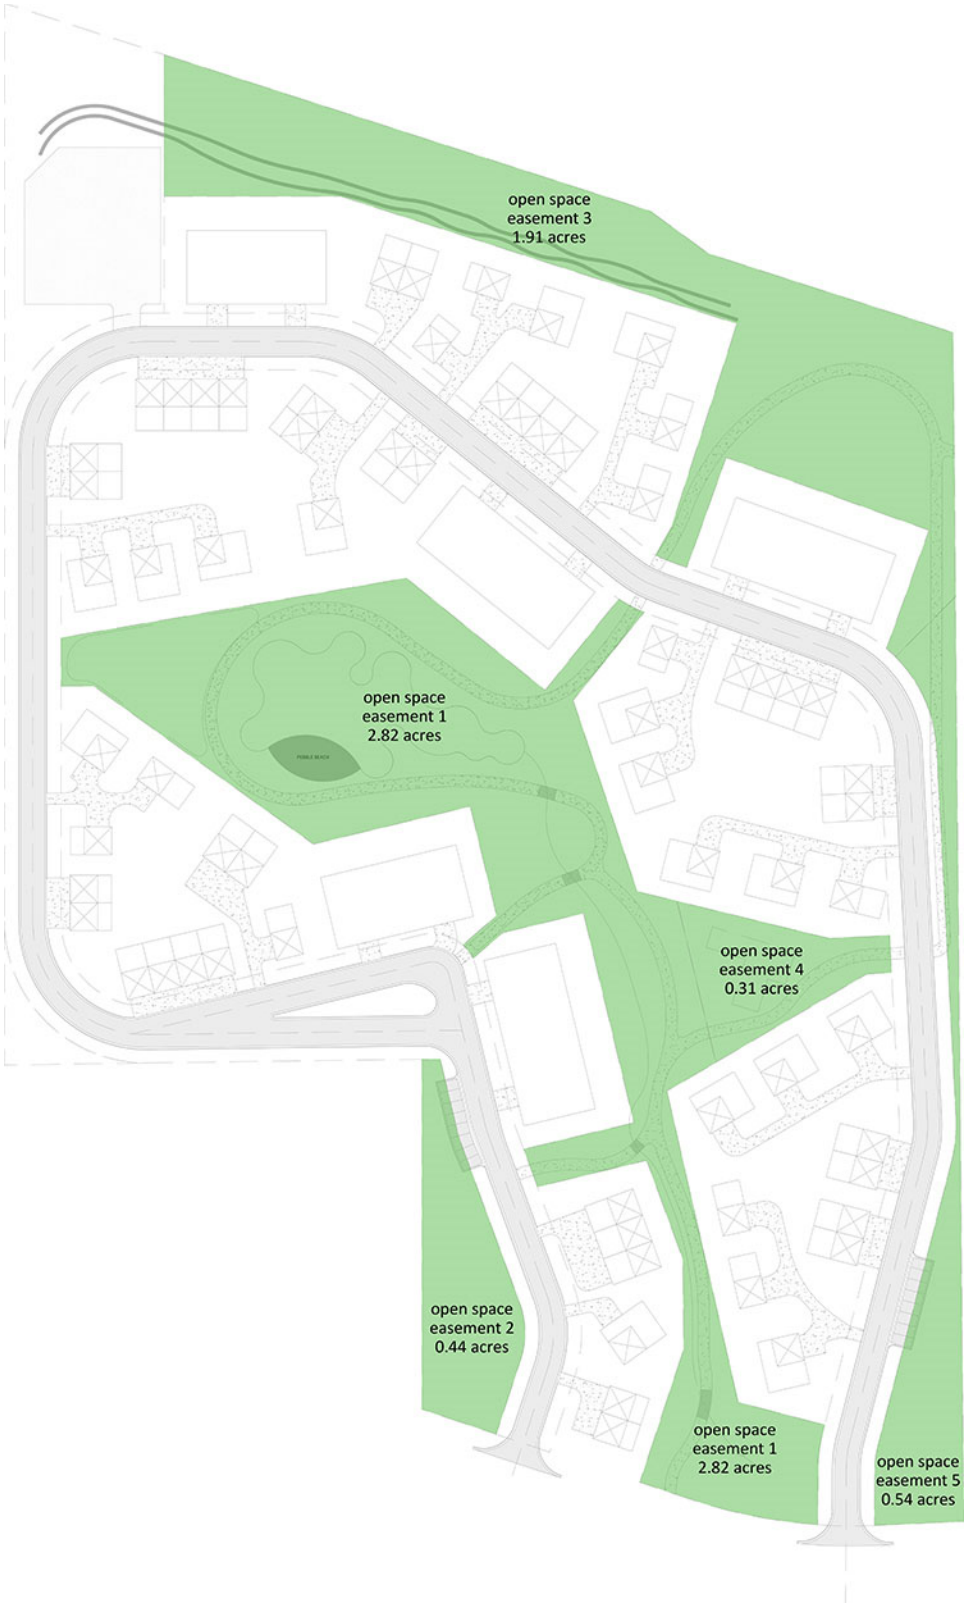 open space
easement 3
1.91 acres
open space
easement 1
2.82 acres
PEBBLE BEACH
open space
easement 4
0.31 acres
open space
easement 2
0.44 acres
open space
easement 1
2.82 acres
open space
easement 5
0.54 acres